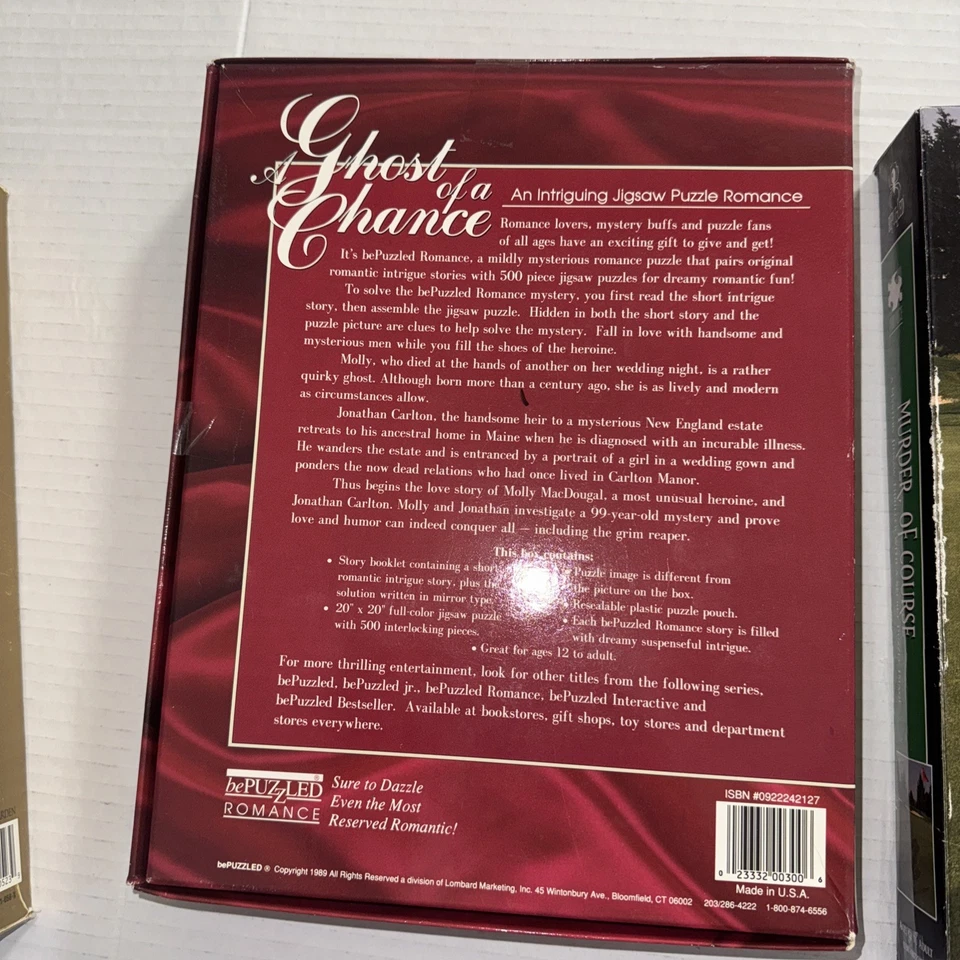 A Ghost
of a
Chance
An Intriguing Jigsaw Puzzle Romance
Romance lovers, mystery buffs and puzzle fans
of all ages have an exciting gift to give and get!
It's bePuzzled Romance, a mildly mysterious romance puzzle that pairs original
romantic intrigue stories with 500 piece jigsaw puzzles for dreamy romantic fun!
To solve the bePuzzled Romance mystery, you first read the short intrigue
story, then assemble the jigsaw puzzle. Hidden in both the short story and the
puzzle picture are clues to help solve the mystery. Fall in love with handsome and
mysterious men while you fill the shoes of the heroine.
Molly, who died at the hands of another on her wedding night, is a rather
quirky ghost. Although born more than a century ago, she is as lively and modern
as circumstances allow.
Jonathan Carlton, the handsome heir to a mysterious New England estate
retreats to his ancestral home in Maine when he is diagnosed with an incurable illness.
He wanders the estate and is entranced by a portrait of a girl in a wedding gown and
ponders the now dead relations who had once lived in Carlton Manor.
Thus begins the love story of Molly MacDougal, a most unusual heroine, and
Jonathan Carlton. Molly and Jonathan investigate a 99-year-old mystery and prove
love and humor can indeed conquer all — including the grim reaper.
This box contains:
• Story booklet containing a short
romantic intrigue story, plus the
solution written in mirror type.
• 20" x 20" full-color jigsaw puzzle
with 500 interlocking pieces.
• Puzzle image is different from
the picture on the box.
• Resealable plastic puzzle pouch.
• Each bePuzzled Romance story is filled
with dreamy suspenseful intrigue.
• Great for ages 12 to adult.
For more thrilling entertainment, look for other titles from the following series,
bePuzzled, bePuzzled jr., bePuzzled Romance, bePuzzled Interactive and
bePuzzled Bestseller. Available at bookstores, gift shops, toy stores and department
stores everywhere.
bePUZZLED®
ROMANCE
Sure to Dazzle
Even the Most
Reserved Romantic!
ISBN #0922242127
0 23332 00300 6
Made in U.S.A.
bePUZZLED ® Copyright 1989 All Rights Reserved a division of Lombard Marketing, Inc. 45 Wintonbury Ave., Bloomfield, CT 06002 203/286-4222 1-800-874-6556
MURDER OF COURSE